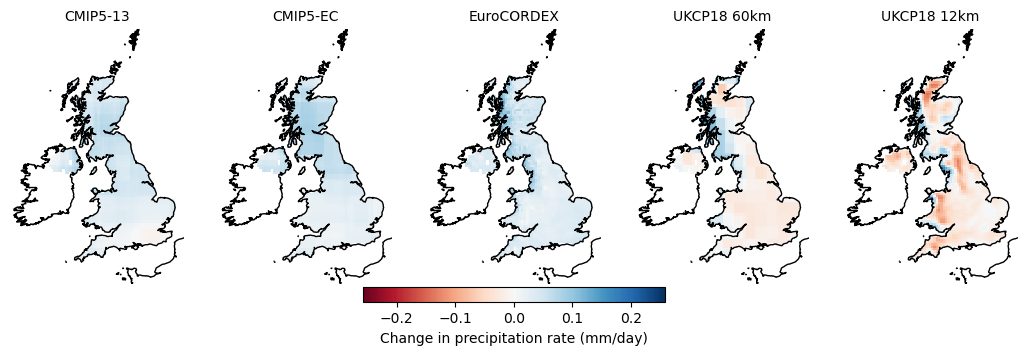 CMIP5-13 CMIP5-EC EuroCORDEX UKCP18 60km UKCP18 12km
−0.2 −0.1 0.0 0.1 0.2
Change in precipitation rate (mm/day)